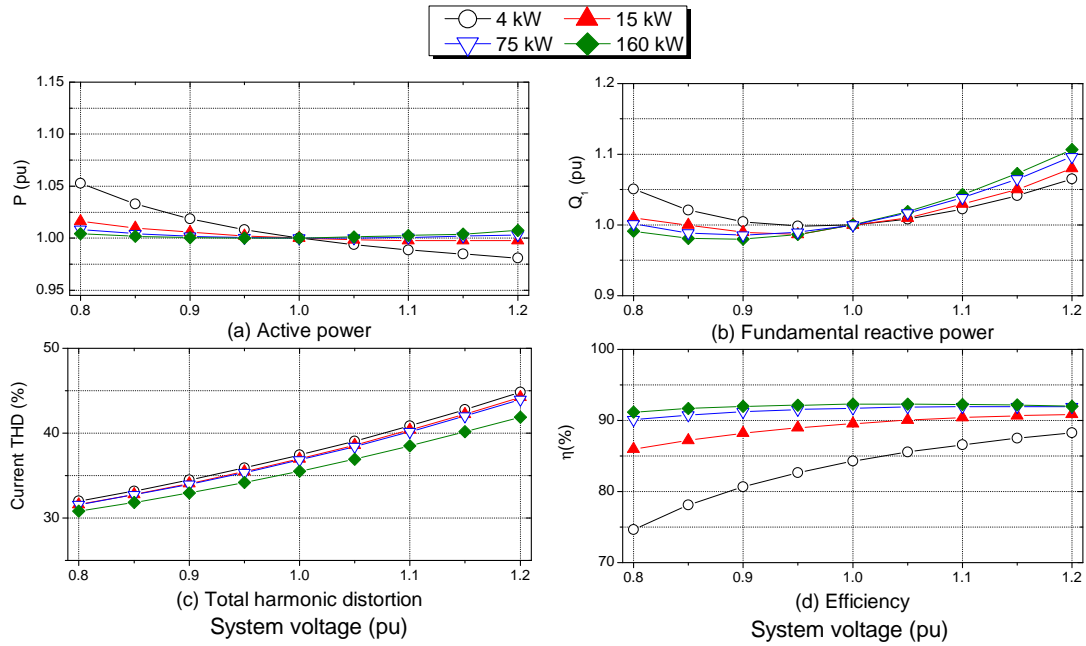 4 kW 15 kW
75 kW 160 kW
1.15
1.10
1.05
1.00
0.95
P (pu)
0.8 0.9 1.0 1.1 1.2
(a) Active power
1.2
1.1
1.0
0.9
Q1 (pu)
0.8 0.9 1.0 1.1 1.2
(b) Fundamental reactive power
50
40
30
Current THD (%)
0.8 0.9 1.0 1.1 1.2
(c) Total harmonic distortion
System voltage (pu)
100
90
80
70
η(%)
0.8 0.9 1.0 1.1 1.2
(d) Efficiency
System voltage (pu)